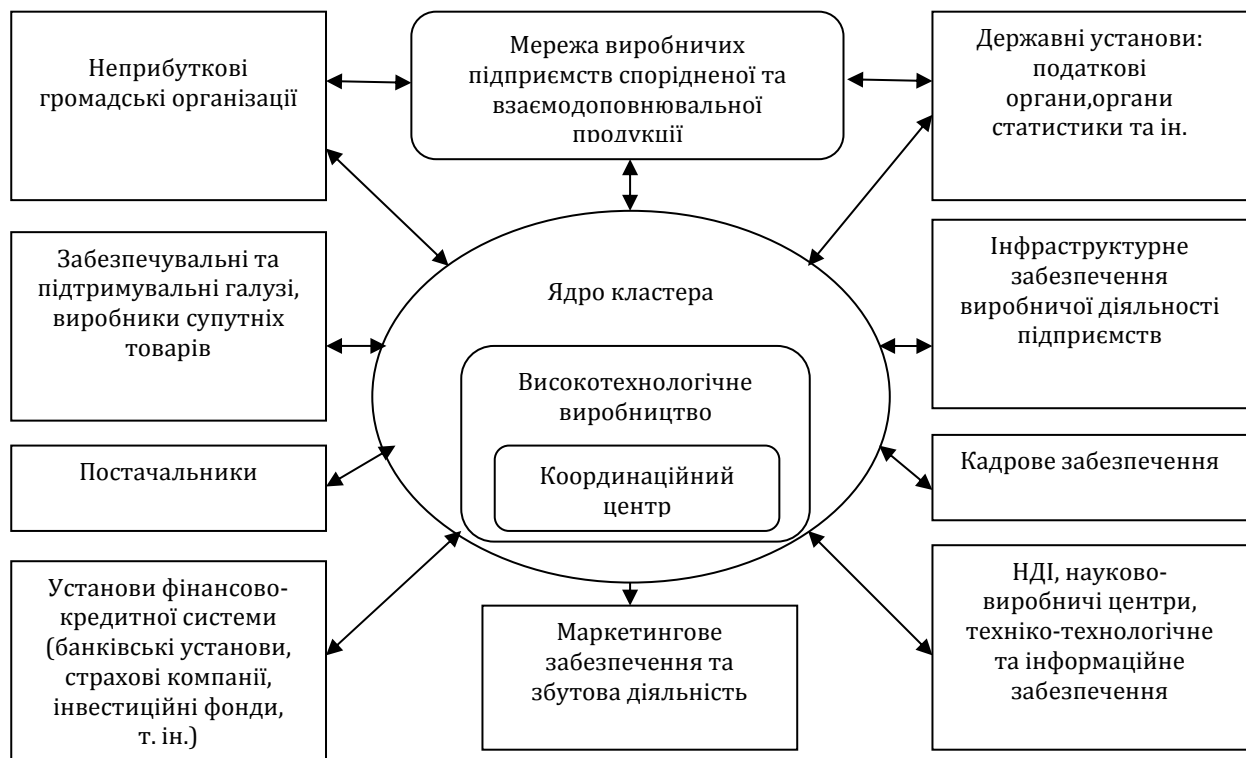 Неприбуткові
громадські організації
Мережа виробничих
підприємств спорідненої та
взаємодоповнювальної
продукції
Державні установи:
податкові
органи,органи
статистики та ін.
Забезпечувальні та
підтримувальні галузі,
виробники супутніх
товарів
Ядро кластера
Інфраструктурне
забезпечення
виробничої діяльності
підприємств
Високотехнологічне
виробництво
Постачальники
Координаційний
центр
Кадрове забезпечення
Установи фінансово-
кредитної системи
(банківські установи,
страхові компанії,
інвестиційні фонди,
т. ін.)
Маркетингове
забезпечення та
збутова діяльність
НДІ, науково-
виробничі центри,
техніко-технологічне
та інформаційне
забезпечення